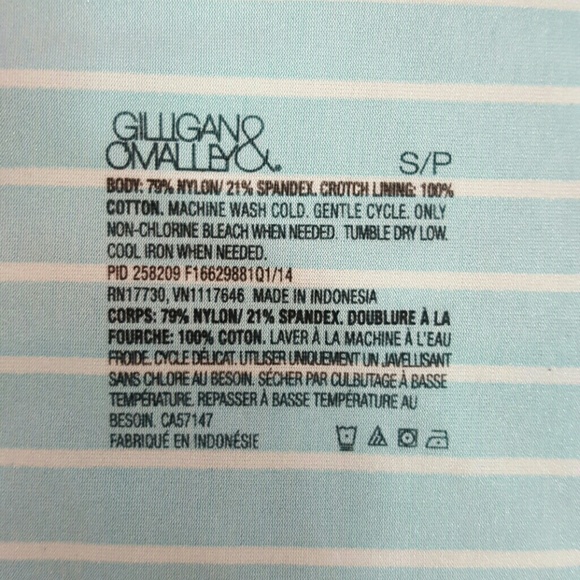 GILLIGAN &
O'MALLEY®
S/P
BODY: 79% NYLON/ 21% SPANDEX. CROTCH LINING: 100%
COTTON. MACHINE WASH COLD. GENTLE CYCLE. ONLY
NON-CHLORINE BLEACH WHEN NEEDED. TUMBLE DRY LOW.
COOL IRON WHEN NEEDED.
PID 258209 F16629881Q1/14
RN17730, VN1117646 MADE IN INDONESIA
CORPS: 79% NYLON/ 21% SPANDEX. DOUBLURE À LA
FOURCHE: 100% COTON. LAVER À LA MACHINE À L'EAU
FROIDE. CYCLE DÉLICAT. UTILISER UNIQUEMENT UN JAVELLISANT
SANS CHLORE AU BESOIN. SÉCHER PAR CULBUTAGE À BASSE
TEMPÉRATURE. REPASSER À BASSE TEMPÉRATURE AU
BESOIN. CA57147
FABRIQUÉ EN INDONÉSIE